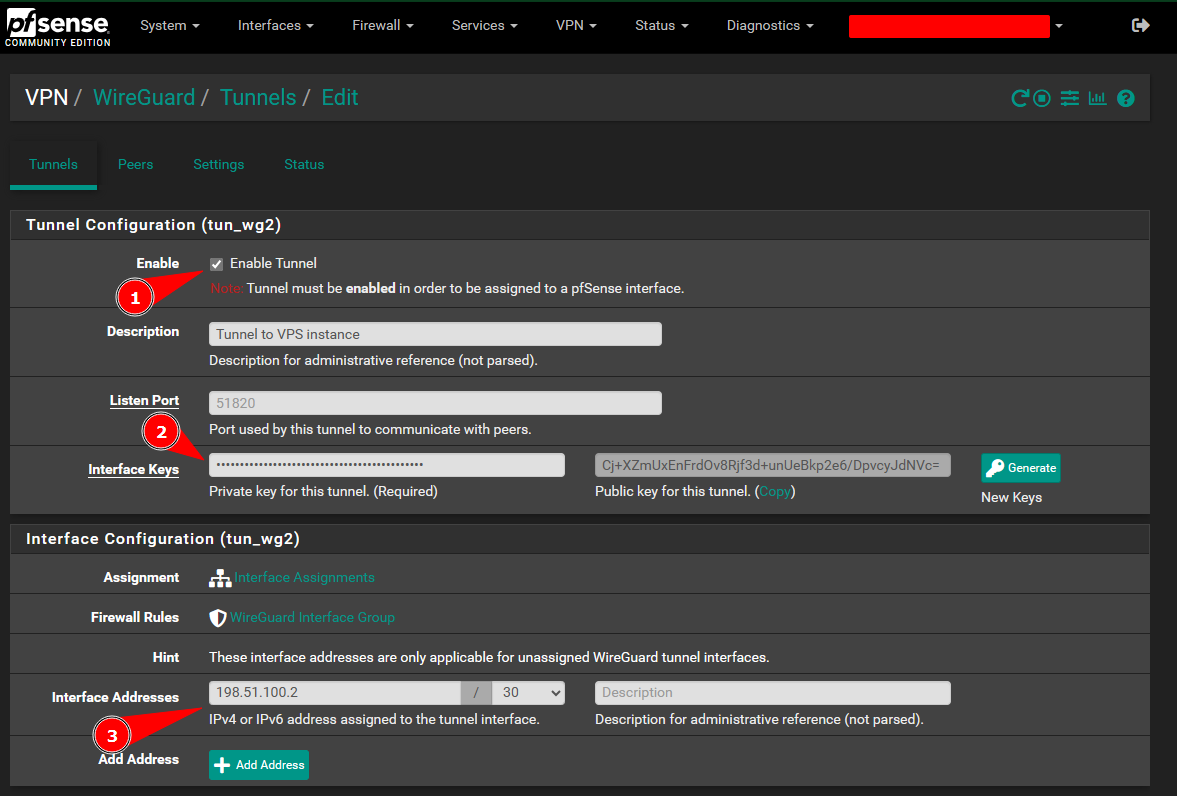 pfsense
COMMUNITY EDITION
System Interfaces Firewall Services VPN Status Diagnostics
VPN / WireGuard / Tunnels / Edit
Tunnels Peers Settings Status
Tunnel Configuration (tun_wg2)
Enable Enable Tunnel
1
Note: Tunnel must be enabled in order to be assigned to a pfSense interface.
Description Tunnel to VPS instance
Description for administrative reference (not parsed).
Listen Port 51820
2
Port used by this tunnel to communicate with peers.
Interface Keys •••••••••••••••••••••••••••••••••••••••••••• Cj+XZmUxEnFrdOv8Rjf3d+unUeBkp2e6/DpvcyJdNVc= Generate
Private key for this tunnel. (Required) Public key for this tunnel. (Copy) New Keys
Interface Configuration (tun_wg2)
Assignment Interface Assignments
Firewall Rules WireGuard Interface Group
Hint These interface addresses are only applicable for unassigned WireGuard tunnel interfaces.
Interface Addresses 198.51.100.2 / 30 Description
IPv4 or IPv6 address assigned to the tunnel interface. Description for administrative reference (not parsed).
3
Add Address Add Address